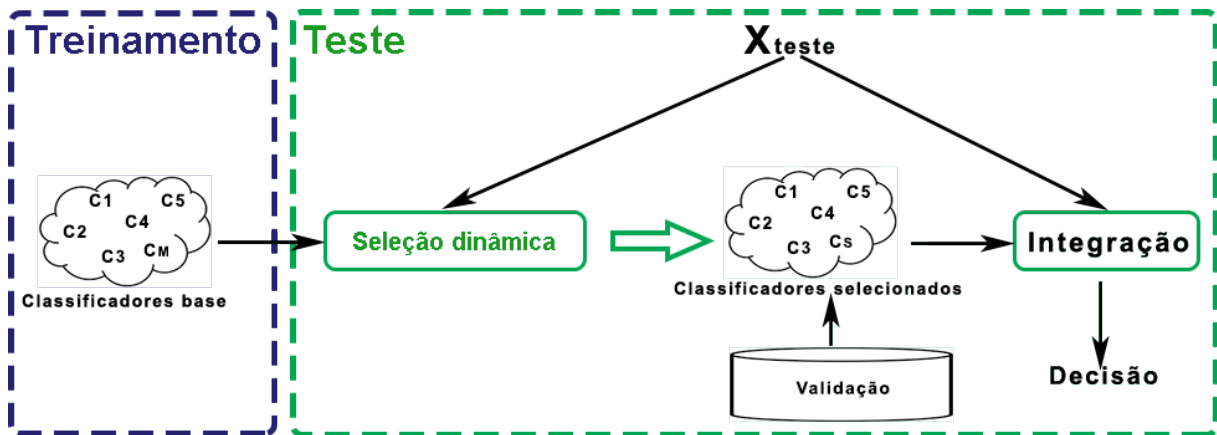 Treinamento
Teste
Xteste
C1
C5
C4
C2
C3
CM
Classificadores base
Seleção dinâmica
C1
C5
C4
C2
C3
CS
Classificadores selecionados
Integração
Validação
Decisão